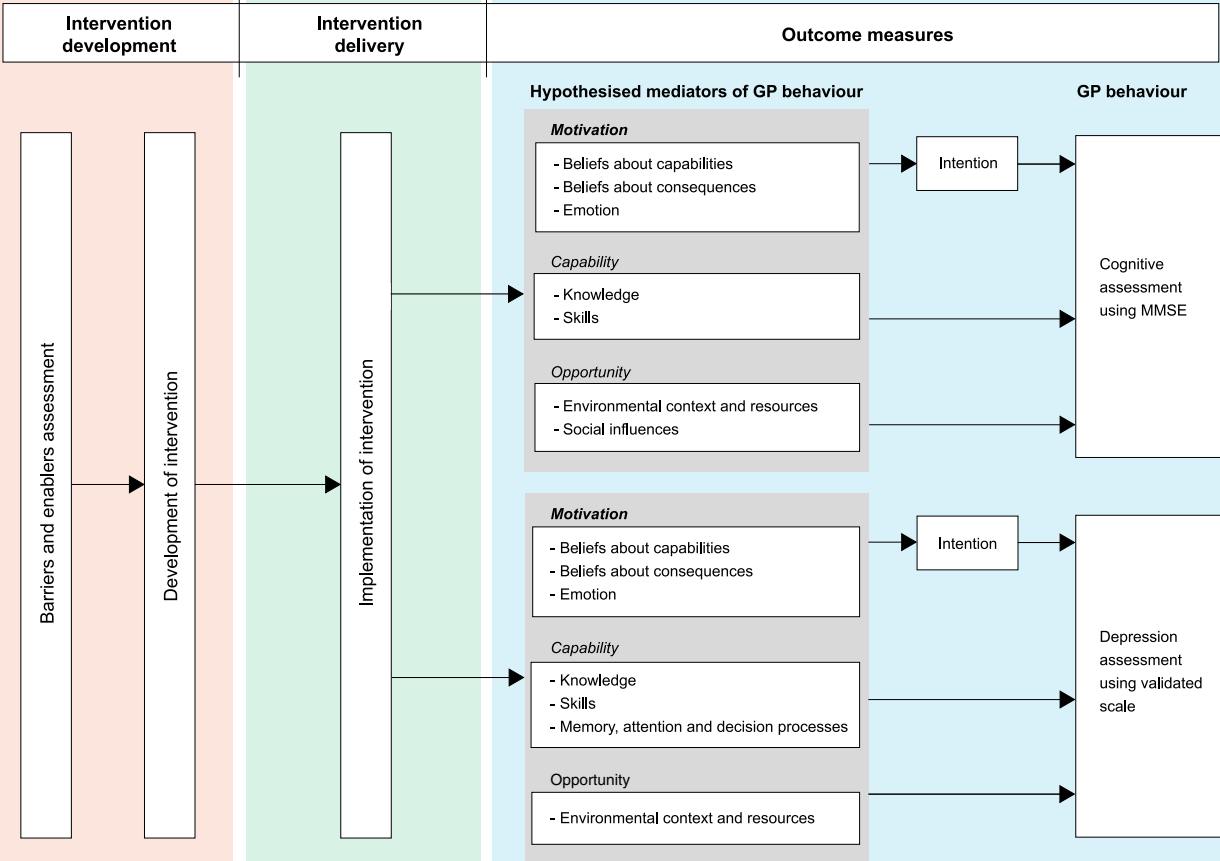 Intervention
development
Intervention
delivery
Outcome measures
Hypothesised mediators of GP behaviour
GP behaviour
Barriers and enablers assessment
Development of intervention
Implementation of intervention
Motivation
- Beliefs about capabilities
- Beliefs about consequences
- Emotion
Intention
Capability
- Knowledge
- Skills
Opportunity
- Environmental context and resources
- Social influences
Cognitive
assessment
using MMSE
Motivation
- Beliefs about capabilities
- Beliefs about consequences
- Emotion
Intention
Capability
- Knowledge
- Skills
- Memory, attention and decision processes
Opportunity
- Environmental context and resources
Depression
assessment
using validated
scale